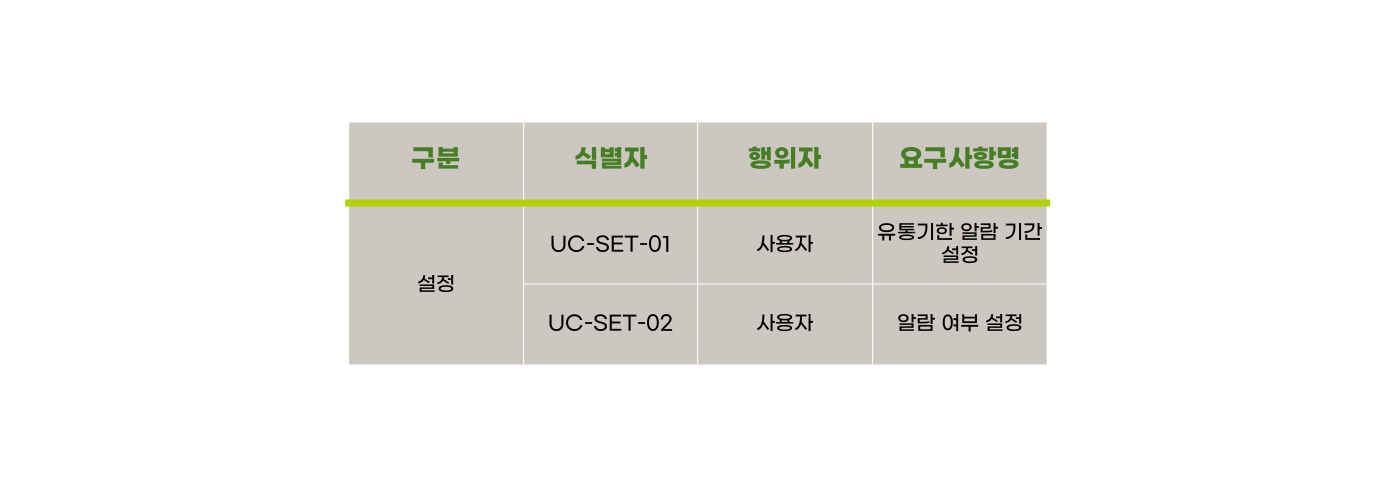 구분 식별자 행위자 요구사항명
설정
UC-SET-01 사용자 유통기한 알람 기간
설정
UC-SET-02 사용자 알람 여부 설정